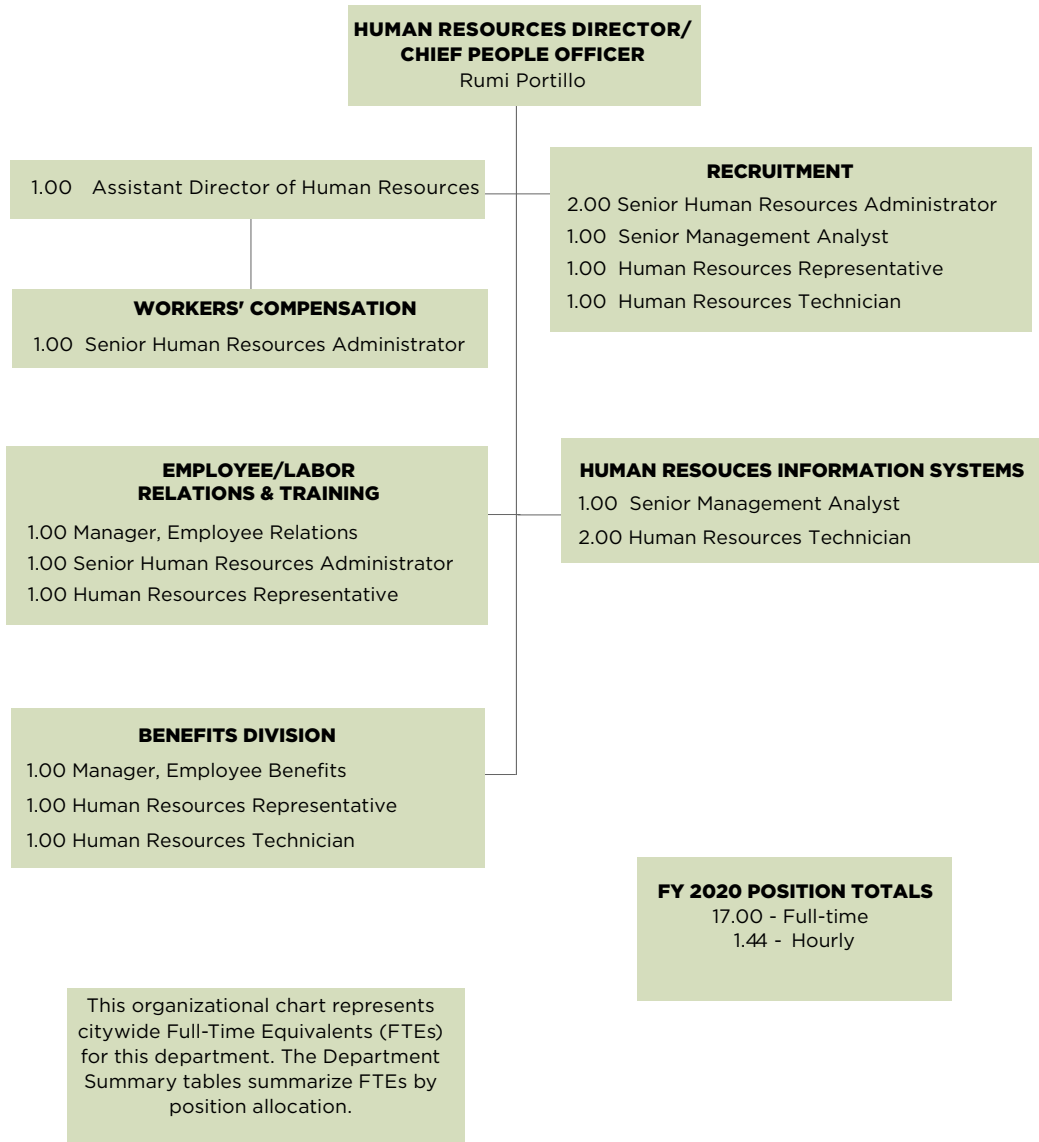 HUMAN RESOURCES DIRECTOR/
CHIEF PEOPLE OFFICER
Rumi Portillo
1.00 Assistant Director of Human Resources
RECRUITMENT
2.00 Senior Human Resources Administrator
1.00 Senior Management Analyst
1.00 Human Resources Representative
1.00 Human Resources Technician
WORKERS' COMPENSATION
1.00 Senior Human Resources Administrator
EMPLOYEE/LABOR
RELATIONS & TRAINING
1.00 Manager, Employee Relations
1.00 Senior Human Resources Administrator
1.00 Human Resources Representative
HUMAN RESOUCES INFORMATION SYSTEMS
1.00 Senior Management Analyst
2.00 Human Resources Technician
BENEFITS DIVISION
1.00 Manager, Employee Benefits
1.00 Human Resources Representative
1.00 Human Resources Technician
FY 2020 POSITION TOTALS
17.00 - Full-time
1.44 - Hourly
This organizational chart represents
citywide Full-Time Equivalents (FTEs)
for this department. The Department
Summary tables summarize FTEs by
position allocation.